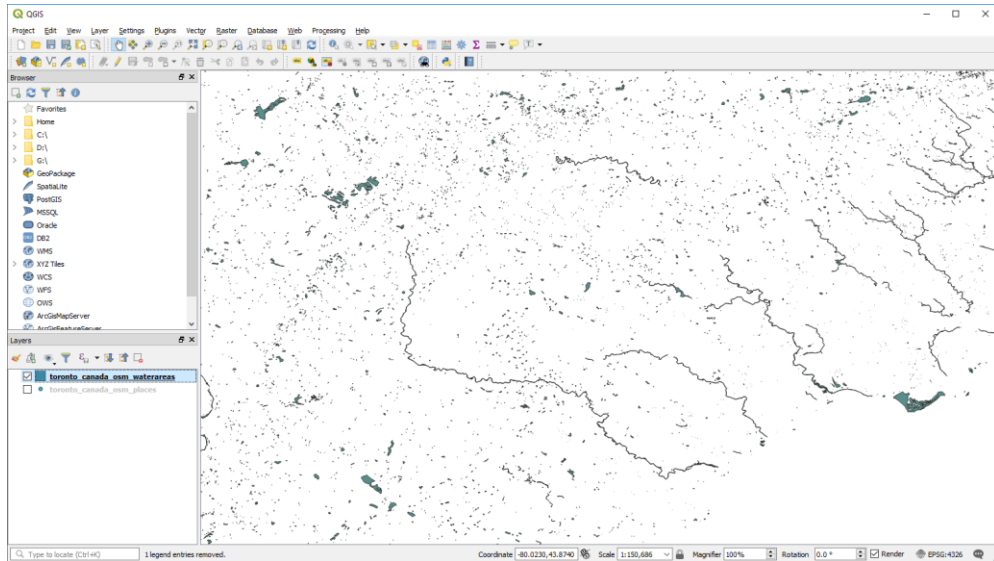 QGIS
Project Edit View Layer Settings Plugins Vector Raster Database Web Processing Help
Browser
Favorites
Home
C:\
D:\
G:\
GeoPackage
SpatiaLite
PostGIS
MSSQL
Oracle
DB2
WMS
XYZ Tiles
WCS
WFS
OWS
ArcGisMapServer
ArcGisFeatureServer
Layers
toronto_canada_osm_waterareas
toronto_canada_osm_places
Type to locate (Ctrl+K) 1 legend entries removed. Coordinate -80.0230,43.8740 Scale 1:150,686 Magnifier 100% Rotation 0.0 ° Render EPSG:4326